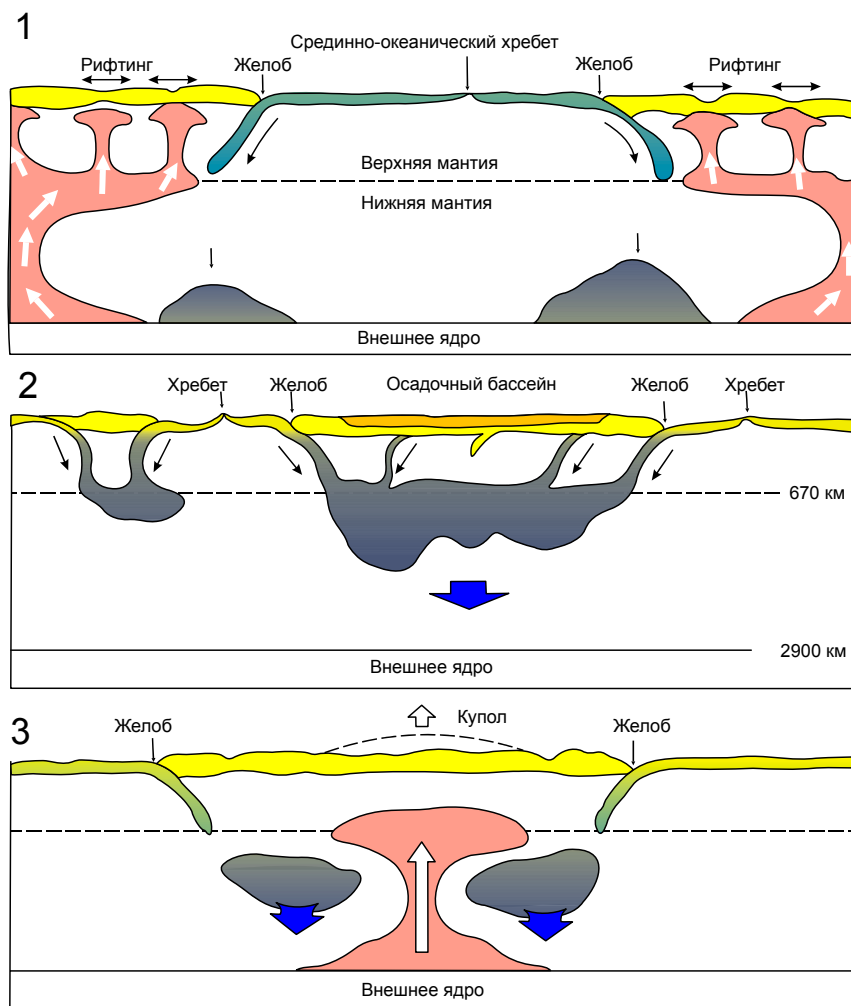 1
Срединно-океанический хребет
Рифтинг
Желоб
Желоб
Рифтинг
Верхняя мантия
Нижняя мантия
Внешнее ядро
2
Хребет
Желоб
Осадочный бассейн
Желоб
Хребет
670 км
2900 км
Внешнее ядро
3
Желоб
Купол
Желоб
Внешнее ядро